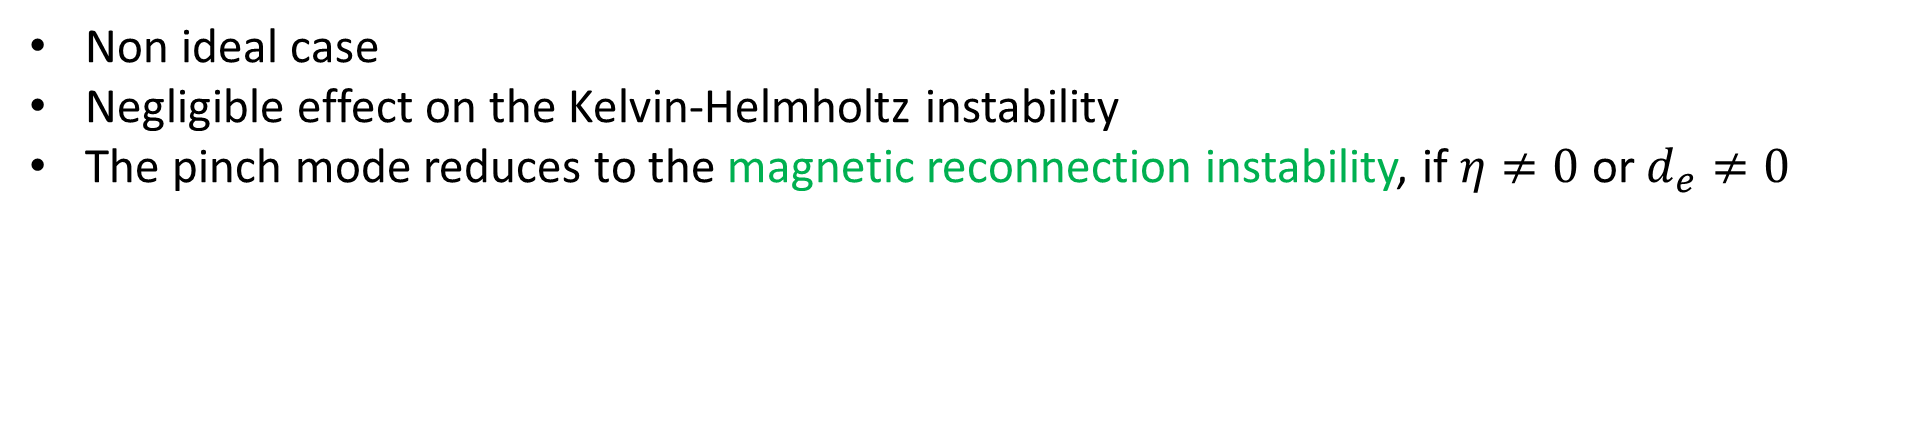 • Non ideal case
• Negligible effect on the Kelvin-Helmholtz instability
• The pinch mode reduces to the magnetic reconnection instability, if η ≠ 0 or dₑ ≠ 0